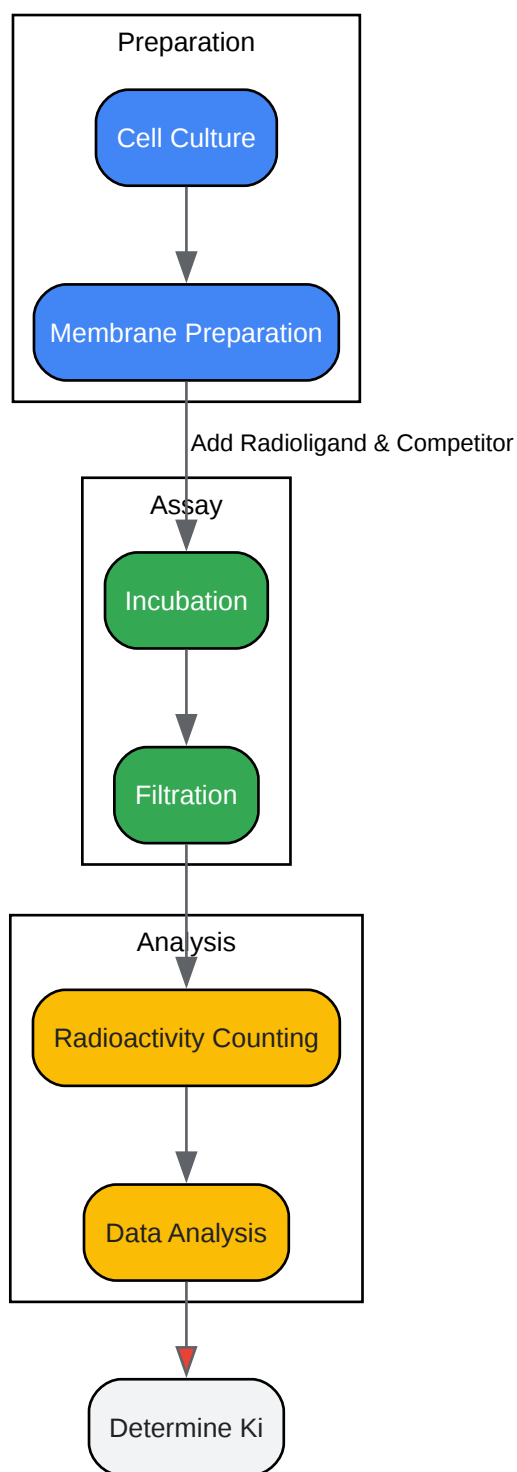 Preparation
Cell Culture
Membrane Preparation
Add Radioligand & Competitor
Assay
Incubation
Filtration
Analysis
Radioactivity Counting
Data Analysis
Determine Ki